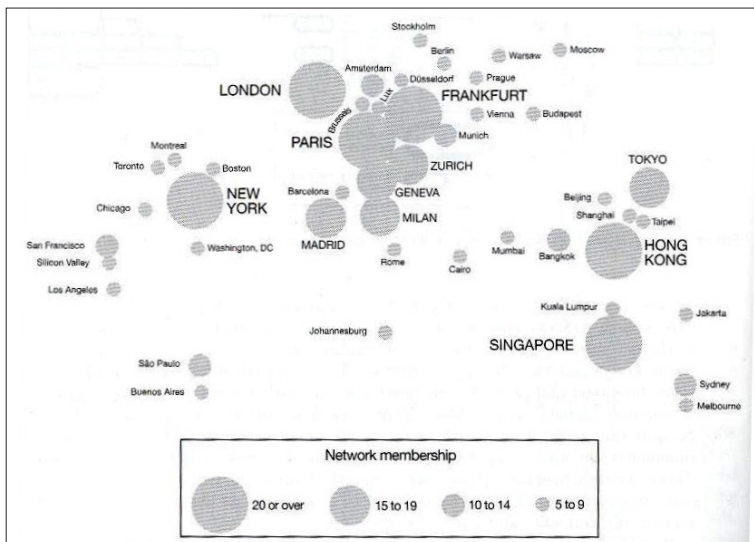 Stockholm
Berlin
Warsaw
Moscow
Amsterdam
Düsseldorf
Prague
LONDON
Lux
FRANKFURT
Brussels
Vienna
Budapest
PARIS
Munich
Montreal
Toronto
Boston
ZURICH
TOKYO
NEW
YORK
Barcelona
GENEVA
Beijing
Chicago
Shanghai
Taipei
MILAN
MADRID
San Francisco
Washington, DC
Rome
Mumbai
Bangkok
HONG
KONG
Silicon Valley
Cairo
Los Angeles
Kuala Lumpur
Jakarta
Johannesburg
SINGAPORE
São Paulo
Sydney
Buenos Aires
Melbourne
Network membership
20 or over
15 to 19
10 to 14
5 to 9